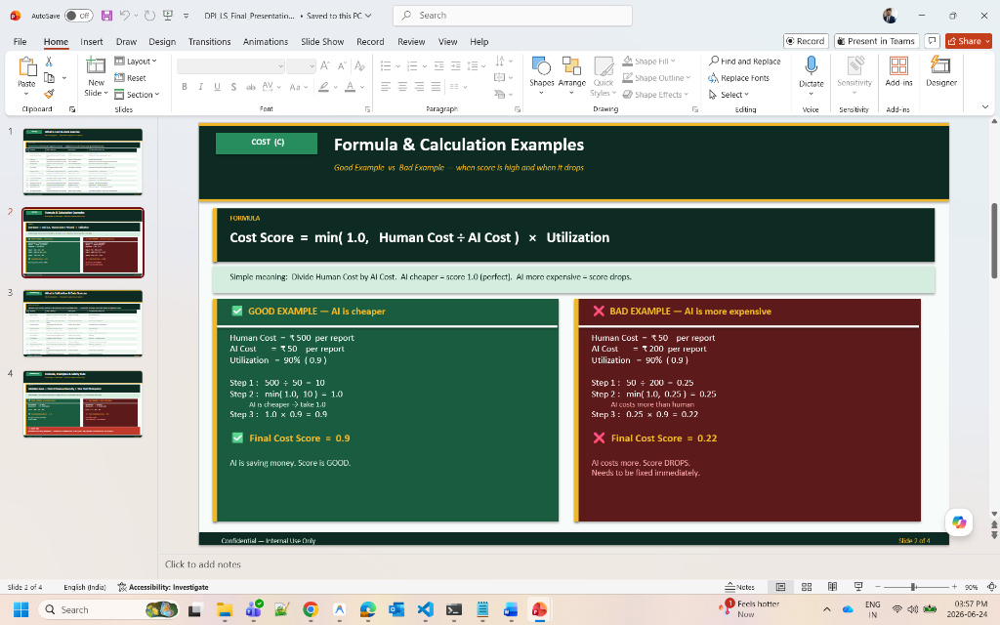 AutoSave Off DPI_LS_Final_Presentatio... • Saved to this PC Search
File Home Insert Draw Design Transitions Animations Slide Show Record Review View Help Record Present in Teams Share
Paste
Clipboard
New
Slide
Layout
Reset
Section
Slides
B I U S ab AV Aa A
Font
Paragraph
Shapes
Arrange
Quick
Styles
Shape Fill
Shape Outline
Shape Effects
Drawing
Find and Replace
Replace Fonts
Select
Editing
Dictate
Voice
Sensitivity
Sensitivity
Add-ins
Add-ins
Designer
1
2
3
4
COST (C)
Formula & Calculation Examples
Good Example vs Bad Example — when score is high and when it drops
FORMULA
Cost Score = min( 1.0, Human Cost ÷ AI Cost ) × Utilization
Simple meaning: Divide Human Cost by AI Cost. AI cheaper = score 1.0 (perfect). AI more expensive = score drops.
✅ GOOD EXAMPLE — AI is cheaper
Human Cost = ₹ 500 per report
AI Cost = ₹ 50 per report
Utilization = 90% ( 0.9 )
Step 1 : 500 ÷ 50 = 10
Step 2 : min( 1.0, 10 ) = 1.0
AI is cheaper → take 1.0
Step 3 : 1.0 × 0.9 = 0.9
✅ Final Cost Score = 0.9
AI is saving money. Score is GOOD.
❌ BAD EXAMPLE — AI is more expensive
Human Cost = ₹ 50 per report
AI Cost = ₹ 200 per report
Utilization = 90% ( 0.9 )
Step 1 : 50 ÷ 200 = 0.25
Step 2 : min( 1.0, 0.25 ) = 0.25
AI costs more than human
Step 3 : 0.25 × 0.9 = 0.22
❌ Final Cost Score = 0.22
AI costs more. Score DROPS.
Needs to be fixed immediately.
Confidential — Internal Use Only Slide 2 of 4
Click to add notes
Slide 2 of 4 English (India) Accessibility: Investigate Notes 90%
Search
Feels hotter
Now
ENG
IN
03:57 PM
2026-06-24